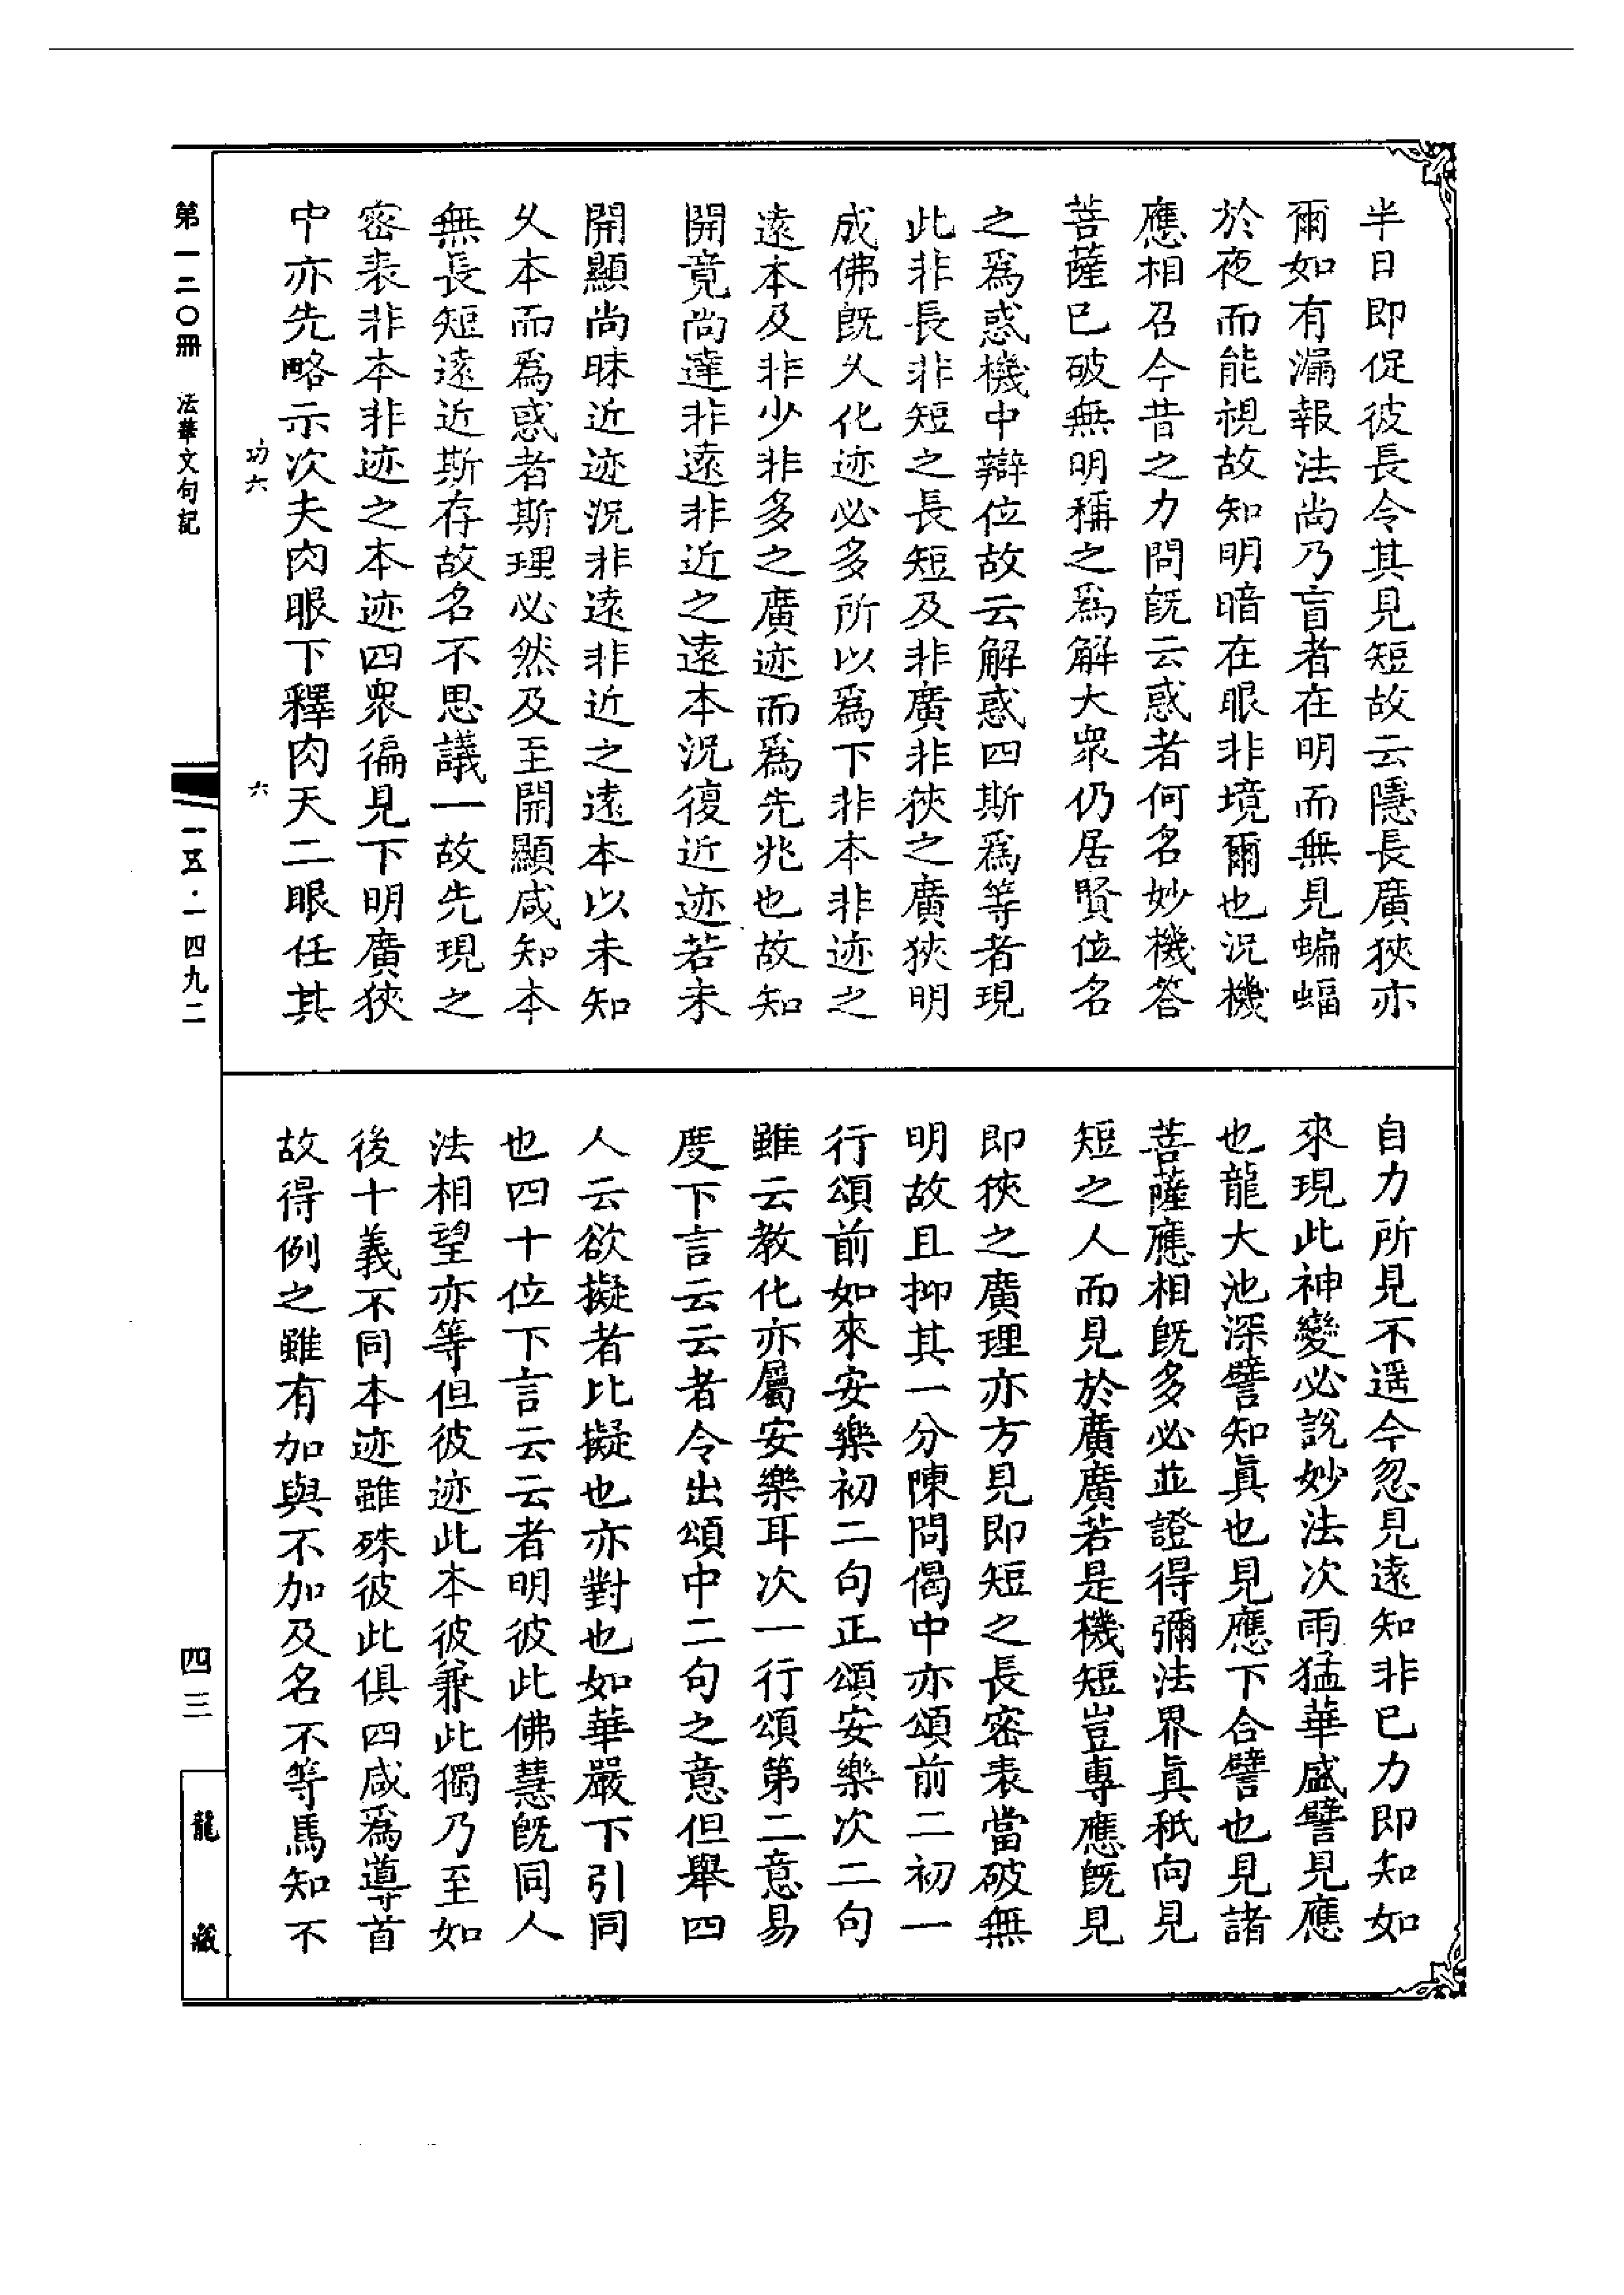 半日即促彼長令其見短故云隱長廣狹亦
爾如有漏報法尚乃盲者在明而無見蝙蝠
於夜而能視故知明暗在眼非境爾也況機
應相召今昔之力問旣云惑者何名妙機答
菩薩已破無明稱之爲解大衆仍居賢位名
之爲惑機中辯位故云解惑四斯爲等者現
此非長非短之長短及非廣非狹之廣狹明
成佛旣久化迹必多所以爲下非本非迹之
遠本及非少非多之廣迹而爲先兆也故知
開竟尚達非遠非近之遠本況復近迹若未
開顯尚昧近迹況非遠非近之遠本以未知
久本而爲惑者斯理必然及至開顯咸知本
無長短遠近斯存故名不思議一故先現之
密表非本非迹之本迹四衆徧見下明廣狹
中亦先略示次夫肉眼下釋肉天二眼任其
自力所見不遥今忽見遠知非已力即知如
來現此神變必說妙法次雨猛華盛譬見應
也龍大池深譬知眞也見應下合譬也見諸
菩薩應相旣多必並證得彌法界眞秖向見
短之人而見於廣廣若是機短豈專應旣見
即狹之廣理亦方見即短之長密表當破無
明故且抑其一分陳問偈中亦頌前二初一
行頌前如來安樂初二句正頌安樂次二句
雖云教化亦屬安樂耳次一行頌第二意易
度下言云云者令出頌中二句之意但舉四
人云欲擬者比擬也亦對也如華嚴下引同
也四十位下言云云者明彼此佛慧旣同人
法相望亦等但彼迹此本彼兼此獨乃至如
後十義不同本迹雖殊彼此俱四咸爲導首
故得例之雖有加與不加及名不等焉知不
功六
六
第一二〇冊 法華文句記
一五·一四九二
四三
龍藏